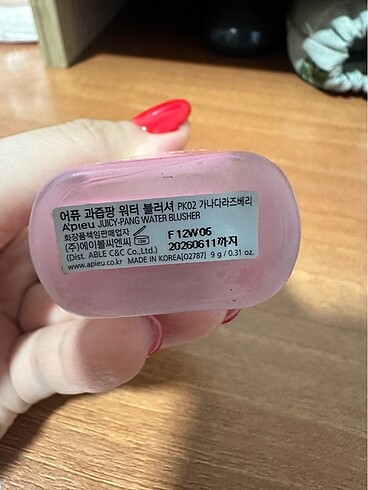 어퓨 과즙팡 워터 블러셔 PK02 가나다라즈베리
A'pieu JUICY-PANG WATER BLUSHER
화장품책임판매업자
(주)에이블씨엔씨
(Dist. ABLE C&C Co.,Ltd.)
www.apieu.co.kr MADE IN KOREA[O2787] 9 g / 0.31 oz.
F12W06
20260611까지